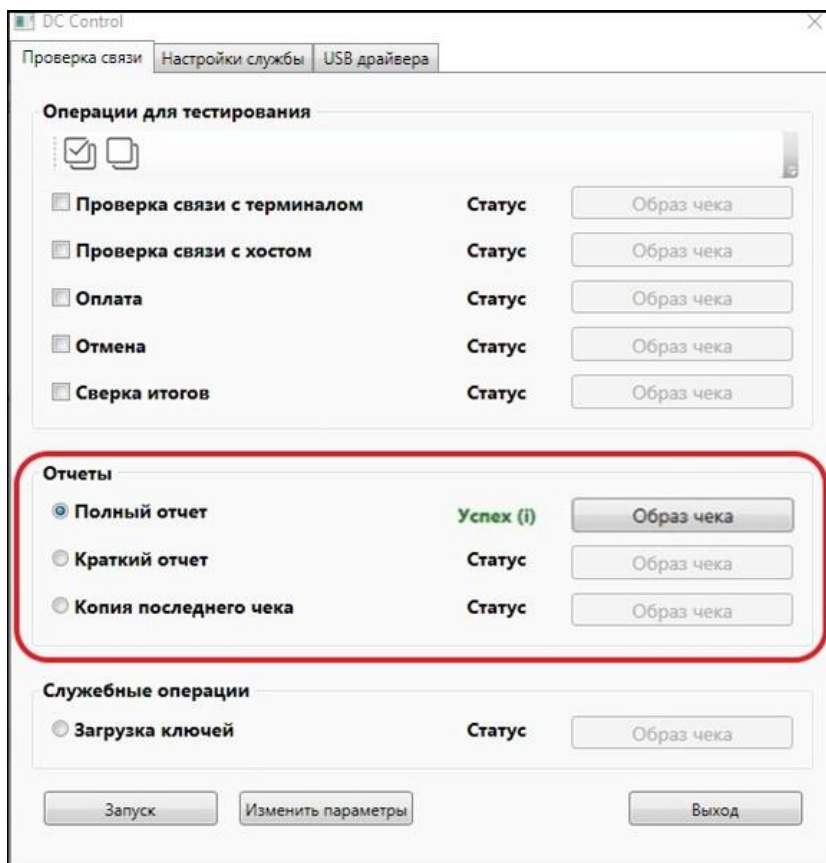 DC Control
Проверка связи Настройки службы USB драйвера
Операции для тестирования
Проверка связи с терминалом Статус Образ чека
Проверка связи с хостом Статус Образ чека
Оплата Статус Образ чека
Отмена Статус Образ чека
Сверка итогов Статус Образ чека
Отчеты
Полный отчет Успех (i) Образ чека
Краткий отчет Статус Образ чека
Копия последнего чека Статус Образ чека
Служебные операции
Загрузка ключей Статус Образ чека
Запуск Изменить параметры Выход